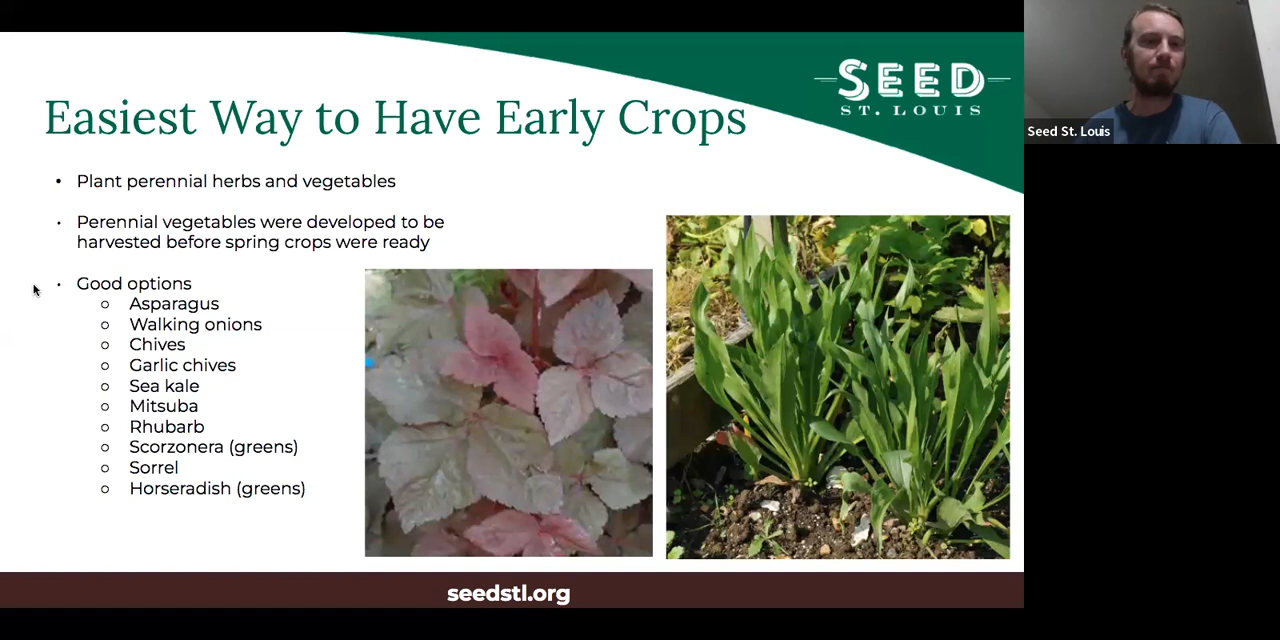 SEED
ST. LOUIS
Easiest Way to Have Early Crops
Seed St. Louis
• Plant perennial herbs and vegetables
• Perennial vegetables were developed to be
harvested before spring crops were ready
• Good options
○ Asparagus
○ Walking onions
○ Chives
○ Garlic chives
○ Sea kale
○ Mitsuba
○ Rhubarb
○ Scorzonera (greens)
○ Sorrel
○ Horseradish (greens)
seedstl.org